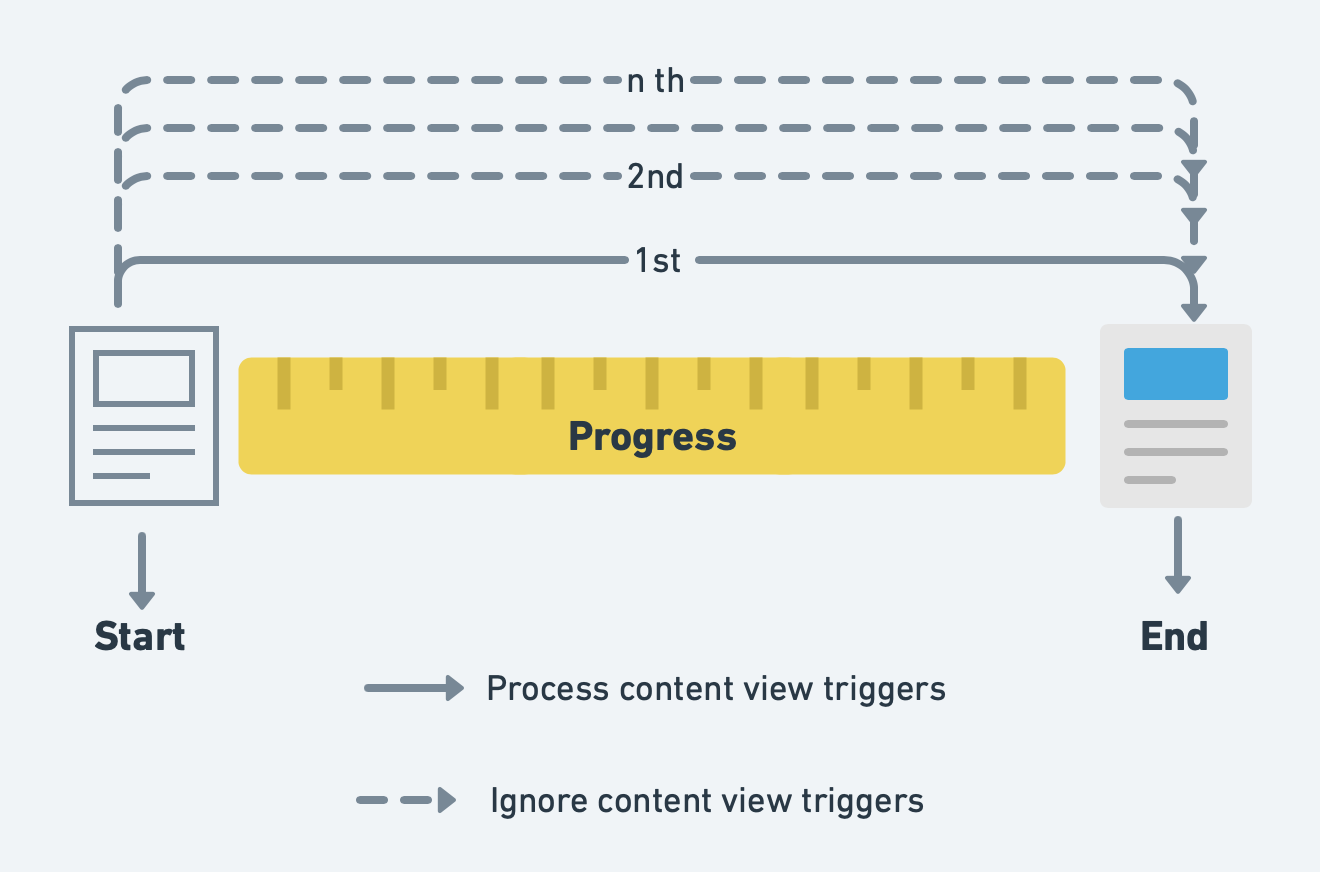 n th
2nd
1st
Progress
Start
End
Process content view triggers
Ignore content view triggers